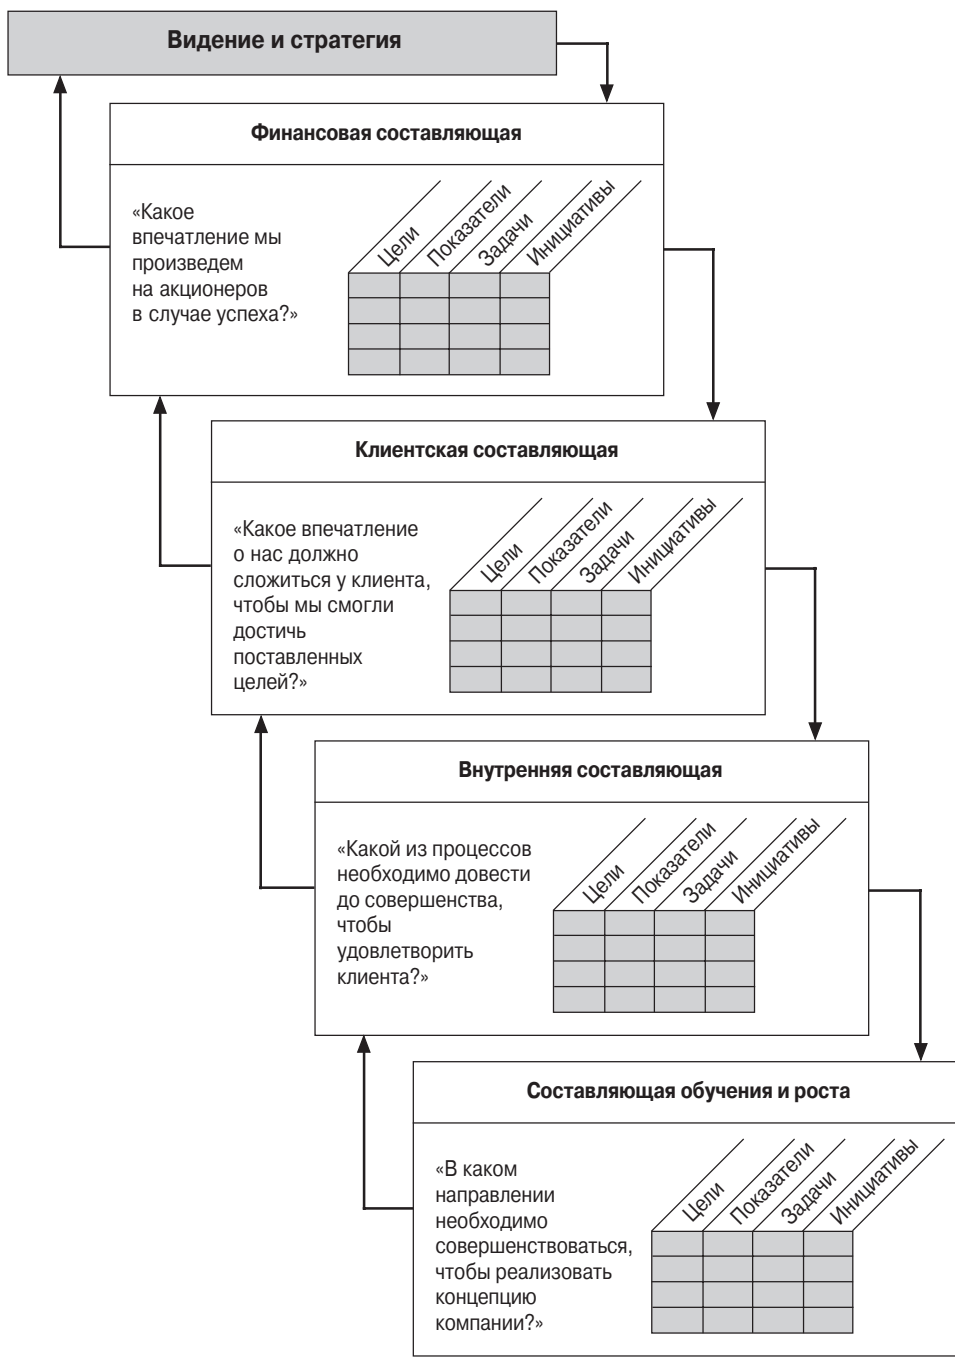 Видение и стратегия
Финансовая составляющая
«Какое
впечатление мы
произведем
на акционеров
в случае успеха?»
Цели
Показатели
Задачи
Инициативы
Клиентская составляющая
«Какое впечатление
о нас должно
сложиться у клиента,
чтобы мы смогли
достичь
поставленных
целей?»
Цели
Показатели
Задачи
Инициативы
Внутренняя составляющая
«Какой из процессов
необходимо довести
до совершенства,
чтобы
удовлетворить
клиента?»
Цели
Показатели
Задачи
Инициативы
Составляющая обучения и роста
«В каком
направлении
необходимо
совершенствоваться,
чтобы реализовать
концепцию
компании?»
Цели
Показатели
Задачи
Инициативы